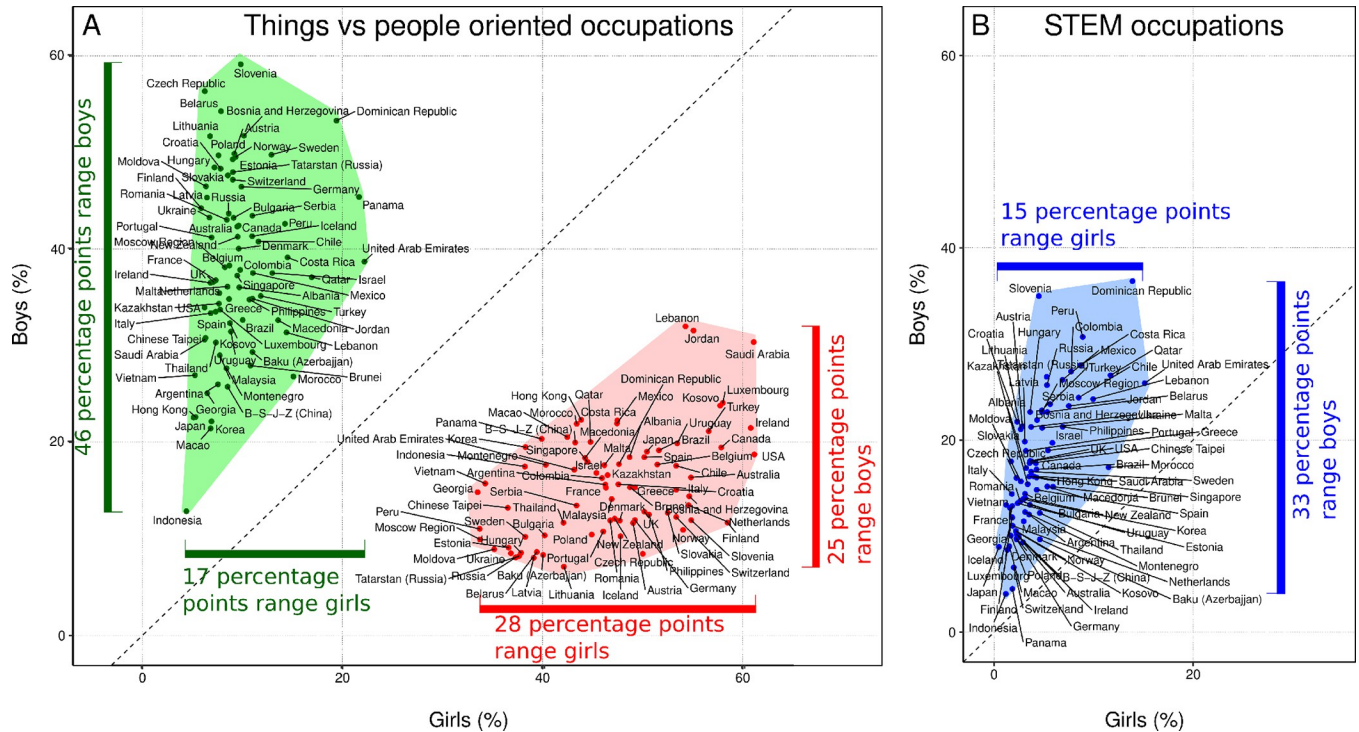 A
Things vs people oriented occupations
60
40
20
0
Boys (%)
46 percentage points range boys
Slovenia
Czech Republic
Belarus
Bosnia and Herzegovina
Dominican Republic
Lithuania
Austria
Croatia
Poland
Norway
Sweden
Moldova
Hungary
Estonia
Tatarstan (Russia)
Finland
Slovakia
Switzerland
Romania
Latvia
Russia
Germany
Panama
Ukraine
Bulgaria
Serbia
Portugal
Australia
Canada
Peru
Iceland
Moscow Region
New Zealand
Denmark
Chile
United Arab Emirates
France
Belgium
Colombia
Costa Rica
Ireland
UK
Qatar
Israel
Malta
Netherlands
Singapore
Albania
Mexico
Kazakhstan
USA
Greece
Philippines
Turkey
Italy
Spain
Brazil
Macedonia
Jordan
Chinese Taipei
Kosovo
Luxembourg
Lebanon
Saudi Arabia
Uruguay
Baku (Azerbajjan)
Thailand
Brunei
Vietnam
Malaysia
Morocco
Argentina
Montenegro
Hong Kong
Georgia
B-S-J-Z (China)
Japan
Korea
Macao
Indonesia
17 percentage
points range girls
Lebanon
Jordan
Saudi Arabia
Dominican Republic
Hong Kong
Qatar
Mexico
Kosovo
Luxembourg
Macao
Morocco
Costa Rica
Turkey
Panama
B-S-J-Z (China)
Macedonia
Albania
Uruguay
Ireland
United Arab Emirates
Korea
Singapore
Malta
Japan
Brazil
Canada
Indonesia
Montenegro
Israel
Spain
Belgium
USA
Vietnam
Argentina
Colombia
Chile
Australia
Georgia
Serbia
France
Greece
Italy
Croatia
Chinese Taipei
Thailand
Denmark
Brunei
Bosnia and Herzegovina
Peru
Sweden
Bulgaria
Malaysia
UK
Netherlands
Moscow Region
Hungary
Poland
New Zealand
Norway
Finland
Estonia
Czech Republic
Slovakia
Slovenia
Moldova
Ukraine
Portugal
Philippines
Switzerland
Tatarstan (Russia)
Russia
Baku (Azerbajjan)
Romania
Belarus
Latvia
Lithuania
Iceland
Austria
Germany
25 percentage points
range boys
28 percentage points
range girls
0
20
40
60
Girls (%)
B
STEM occupations
60
40
20
0
Boys (%)
15 percentage points
range girls
Slovenia
Dominican Republic
Austria
Peru
Croatia
Hungary
Colombia
Costa Rica
Lithuania
Russia
Mexico
Qatar
Kazakhstan
Turkey
Chile
United Arab Emirates
Latvia
Moscow Region
Lebanon
Albania
Serbia
Jordan
Belarus
Moldova
Bosnia and Herzegovina
Ukraine
Malta
Slovakia
Israel
Philippines
Portugal
Greece
Czech Republic
UK
USA
Chinese Taipei
Italy
Canada
Brazil
Morocco
Romania
Hong Kong
Saudi Arabia
Sweden
Vietnam
Belgium
Macedonia
Brunei
Singapore
France
Bulgaria
New Zealand
Spain
Georgia
Uruguay
Korea
Argentina
Thailand
Estonia
Iceland
Denmark
Norway
Montenegro
Luxembourg
Poland
B-S-J-Z (China)
Netherlands
Japan
Macao
Australia
Kosovo
Baku (Azerbajjan)
Finland
Switzerland
Ireland
Indonesia
Germany
Panama
33 percentage points
range boys
0
20
Girls (%)